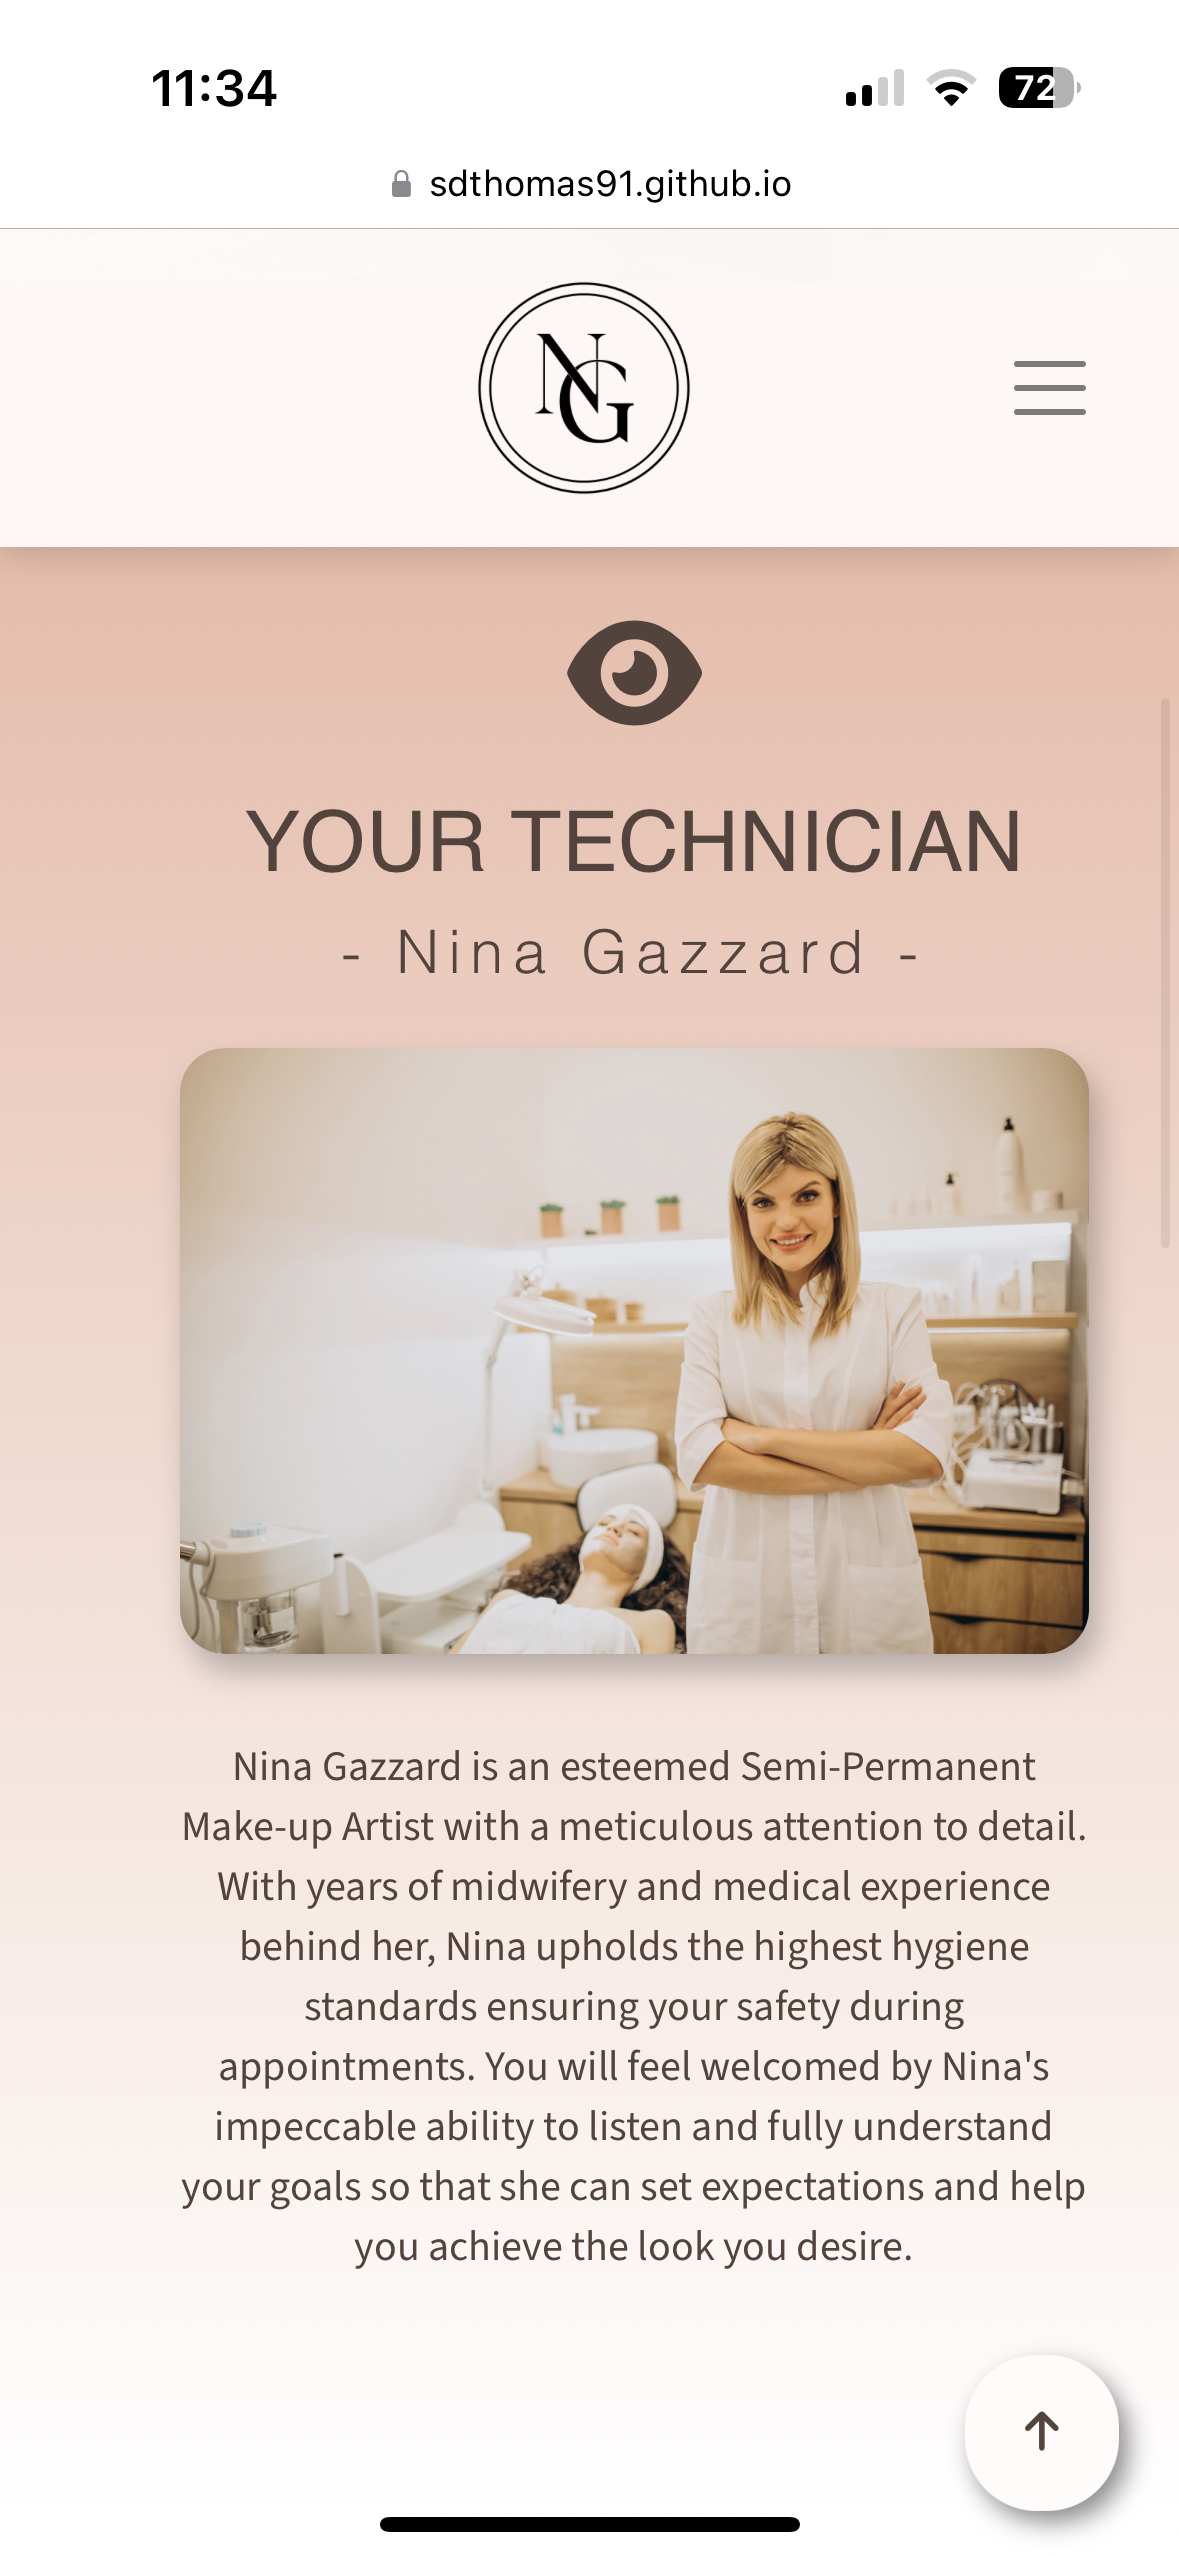 11:34
72
sdthomas91.github.io
NG
YOUR TECHNICIAN
- Nina Gazzard -
Nina Gazzard is an esteemed Semi-Permanent
Make-up Artist with a meticulous attention to detail.
With years of midwifery and medical experience
behind her, Nina upholds the highest hygiene
standards ensuring your safety during
appointments. You will feel welcomed by Nina's
impeccable ability to listen and fully understand
your goals so that she can set expectations and help
you achieve the look you desire.